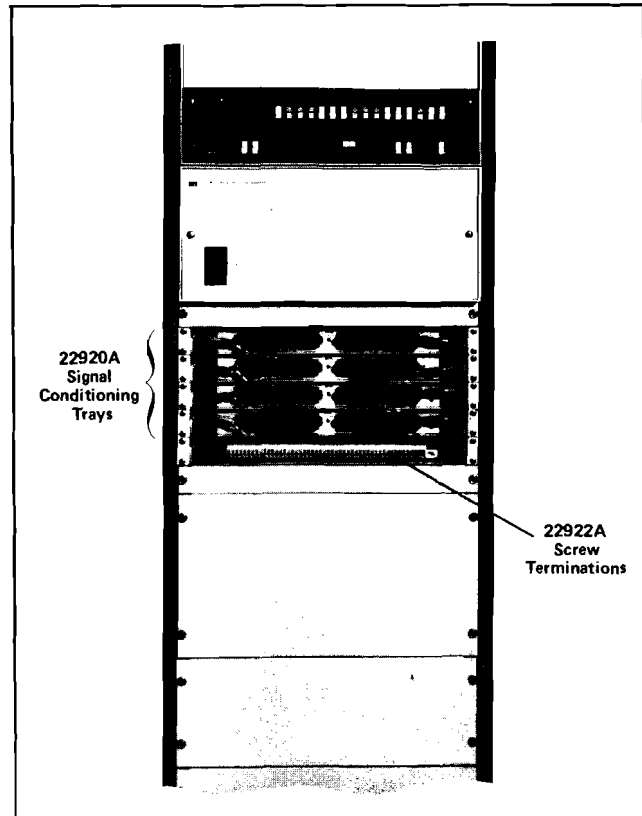 22920A
Signal
Conditioning
Trays
22922A
Screw
Terminations